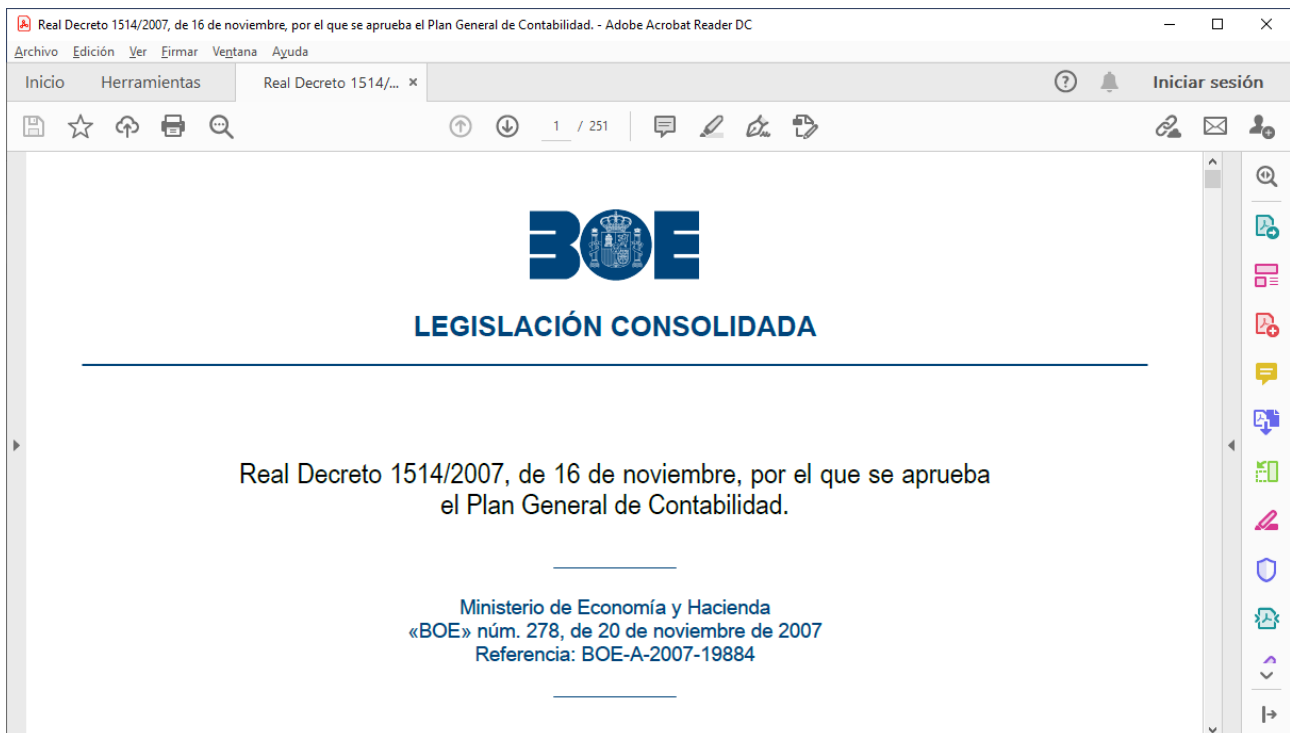 Real Decreto 1514/2007, de 16 de noviembre, por el que se aprueba el Plan General de Contabilidad. - Adobe Acrobat Reader DC
Archivo Edición Ver Firmar Ventana Ayuda
Inicio Herramientas Real Decreto 1514/... × Iniciar sesión
1 / 251
BOE
LEGISLACIÓN CONSOLIDADA
Real Decreto 1514/2007, de 16 de noviembre, por el que se aprueba
el Plan General de Contabilidad.
Ministerio de Economía y Hacienda
«BOE» núm. 278, de 20 de noviembre de 2007
Referencia: BOE-A-2007-19884